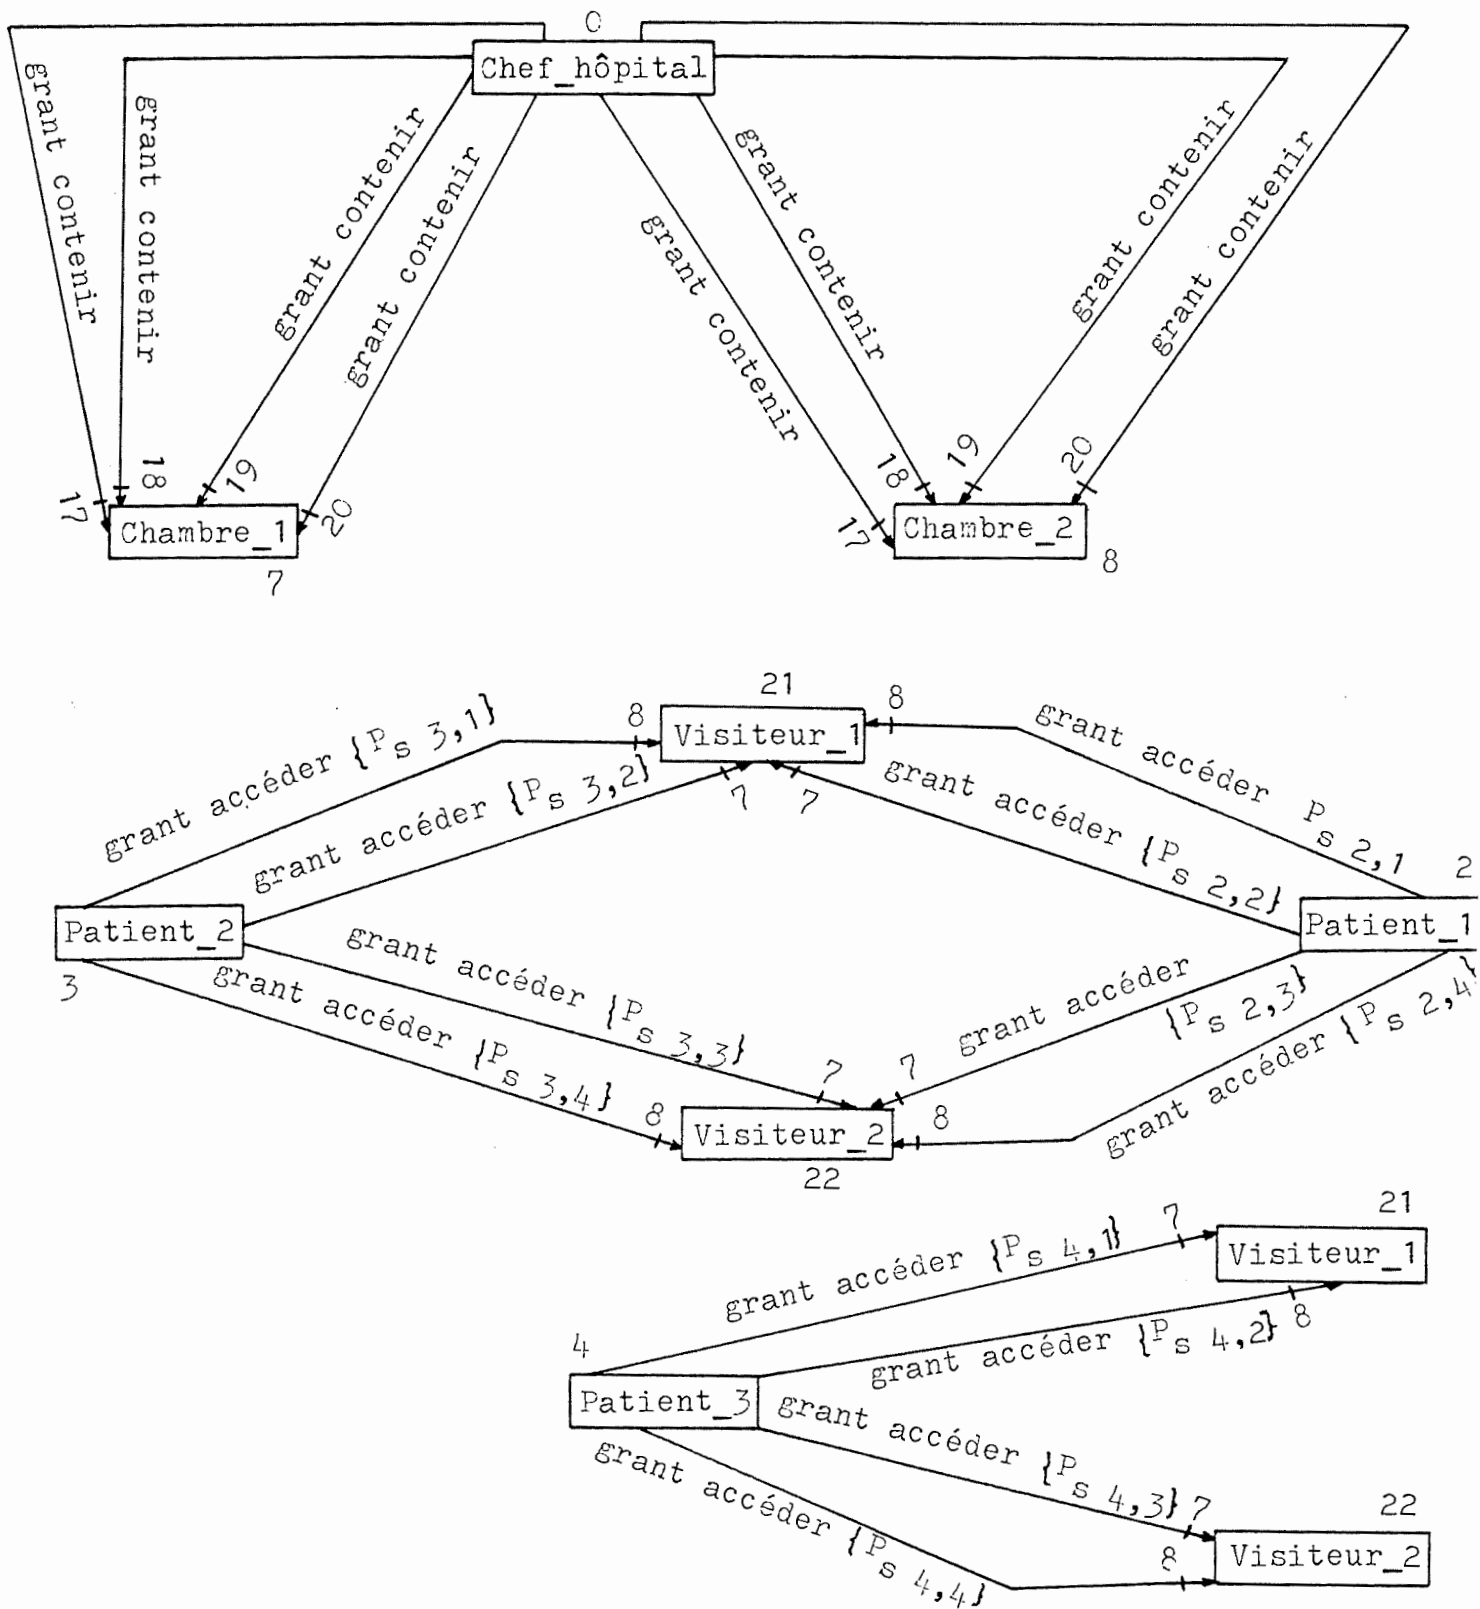 0
Chef_hôpital
grant contenir
grant contenir
grant contenir
grant contenir
grant contenir
grant contenir
grant contenir
grant contenir
17
18
19
20
Chambre_1
7
17
18
19
20
Chambre_2
8
21
Visiteur_1
8
8
7
7
grant accéder {Ps 3,1}
grant accéder {Ps 3,2}
grant accéder Ps 2,1
grant accéder {Ps 2,2}
2
Patient_2
3
Patient_1
grant accéder {Ps 3,3}
grant accéder {Ps 3,4}
grant accéder {Ps 2,3}
grant accéder {Ps 2,4}
7
7
8
8
Visiteur_2
22
21
7
Visiteur_1
grant accéder {Ps 4,1}
grant accéder {Ps 4,2}
8
4
Patient_3
grant accéder {Ps 4,3}
7
22
grant accéder {Ps 4,4}
8
Visiteur_2